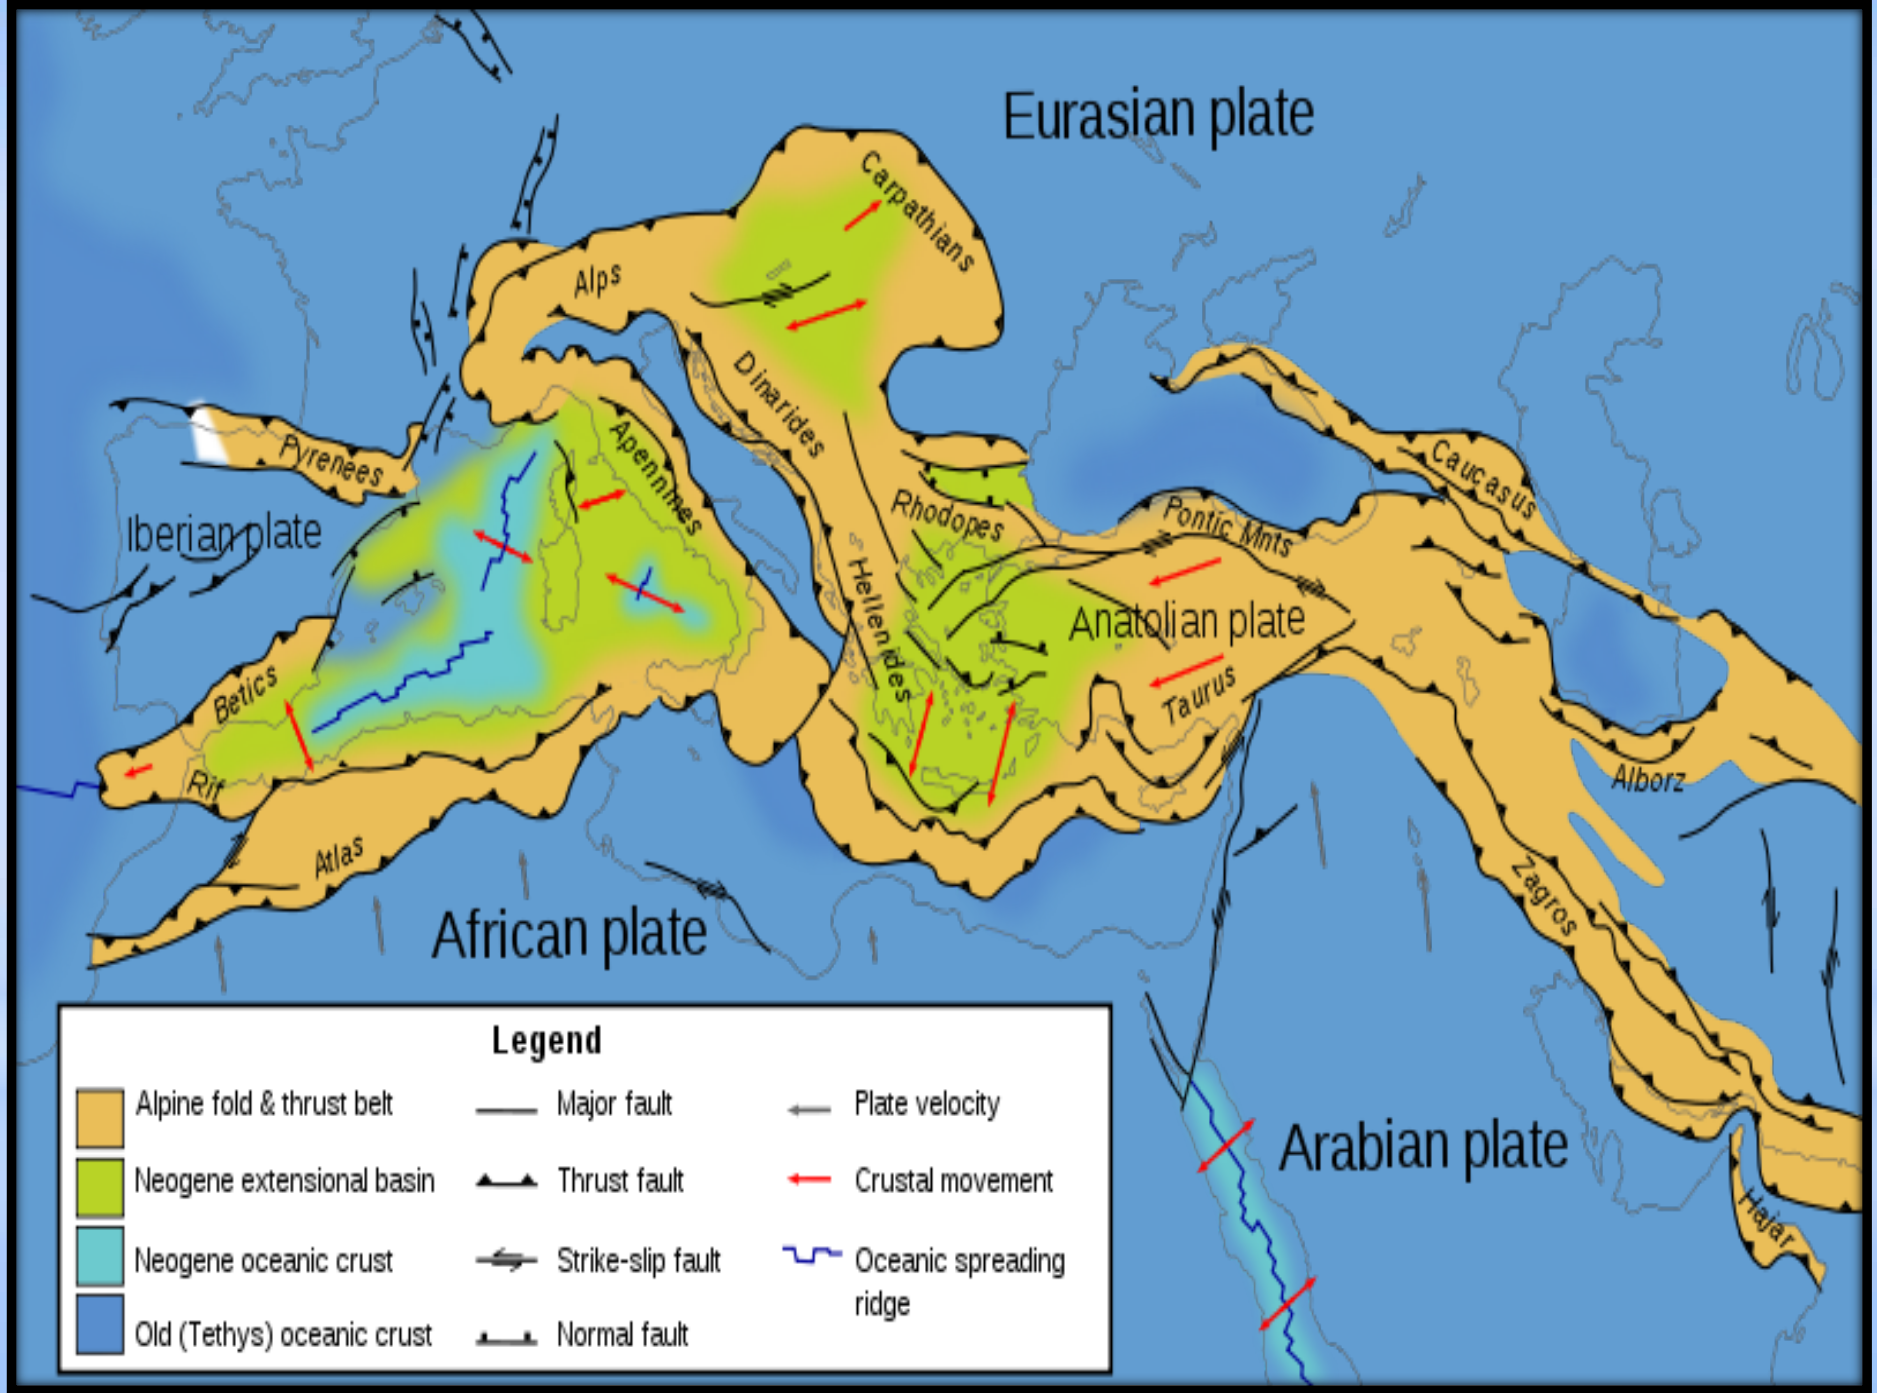 Eurasian plate
Carpathians
Alps
Dinarides
Caucasus
Apennines
Pyrenees
Rhodopes
Pontic Mnts
Iberian plate
Hellenides
Anatolian plate
Betics
Taurus
Rif
Alborz
Atlas
Zagros
African plate
Arabian plate
Hajar
Legend
Alpine fold & thrust belt
Major fault
Plate velocity
Neogene extensional basin
Thrust fault
Crustal movement
Neogene oceanic crust
Strike-slip fault
Oceanic spreading
ridge
Old (Tethys) oceanic crust
Normal fault